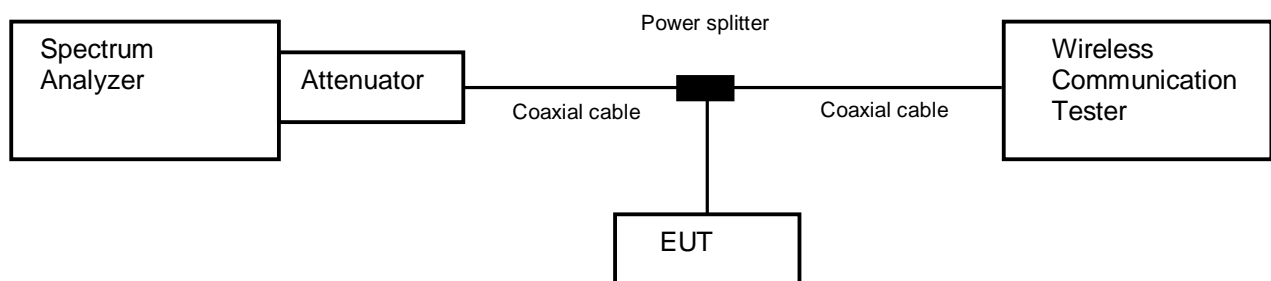 Power splitter
Spectrum
Analyzer
Attenuator
Coaxial cable
Coaxial cable
Wireless
Communication
Tester
EUT